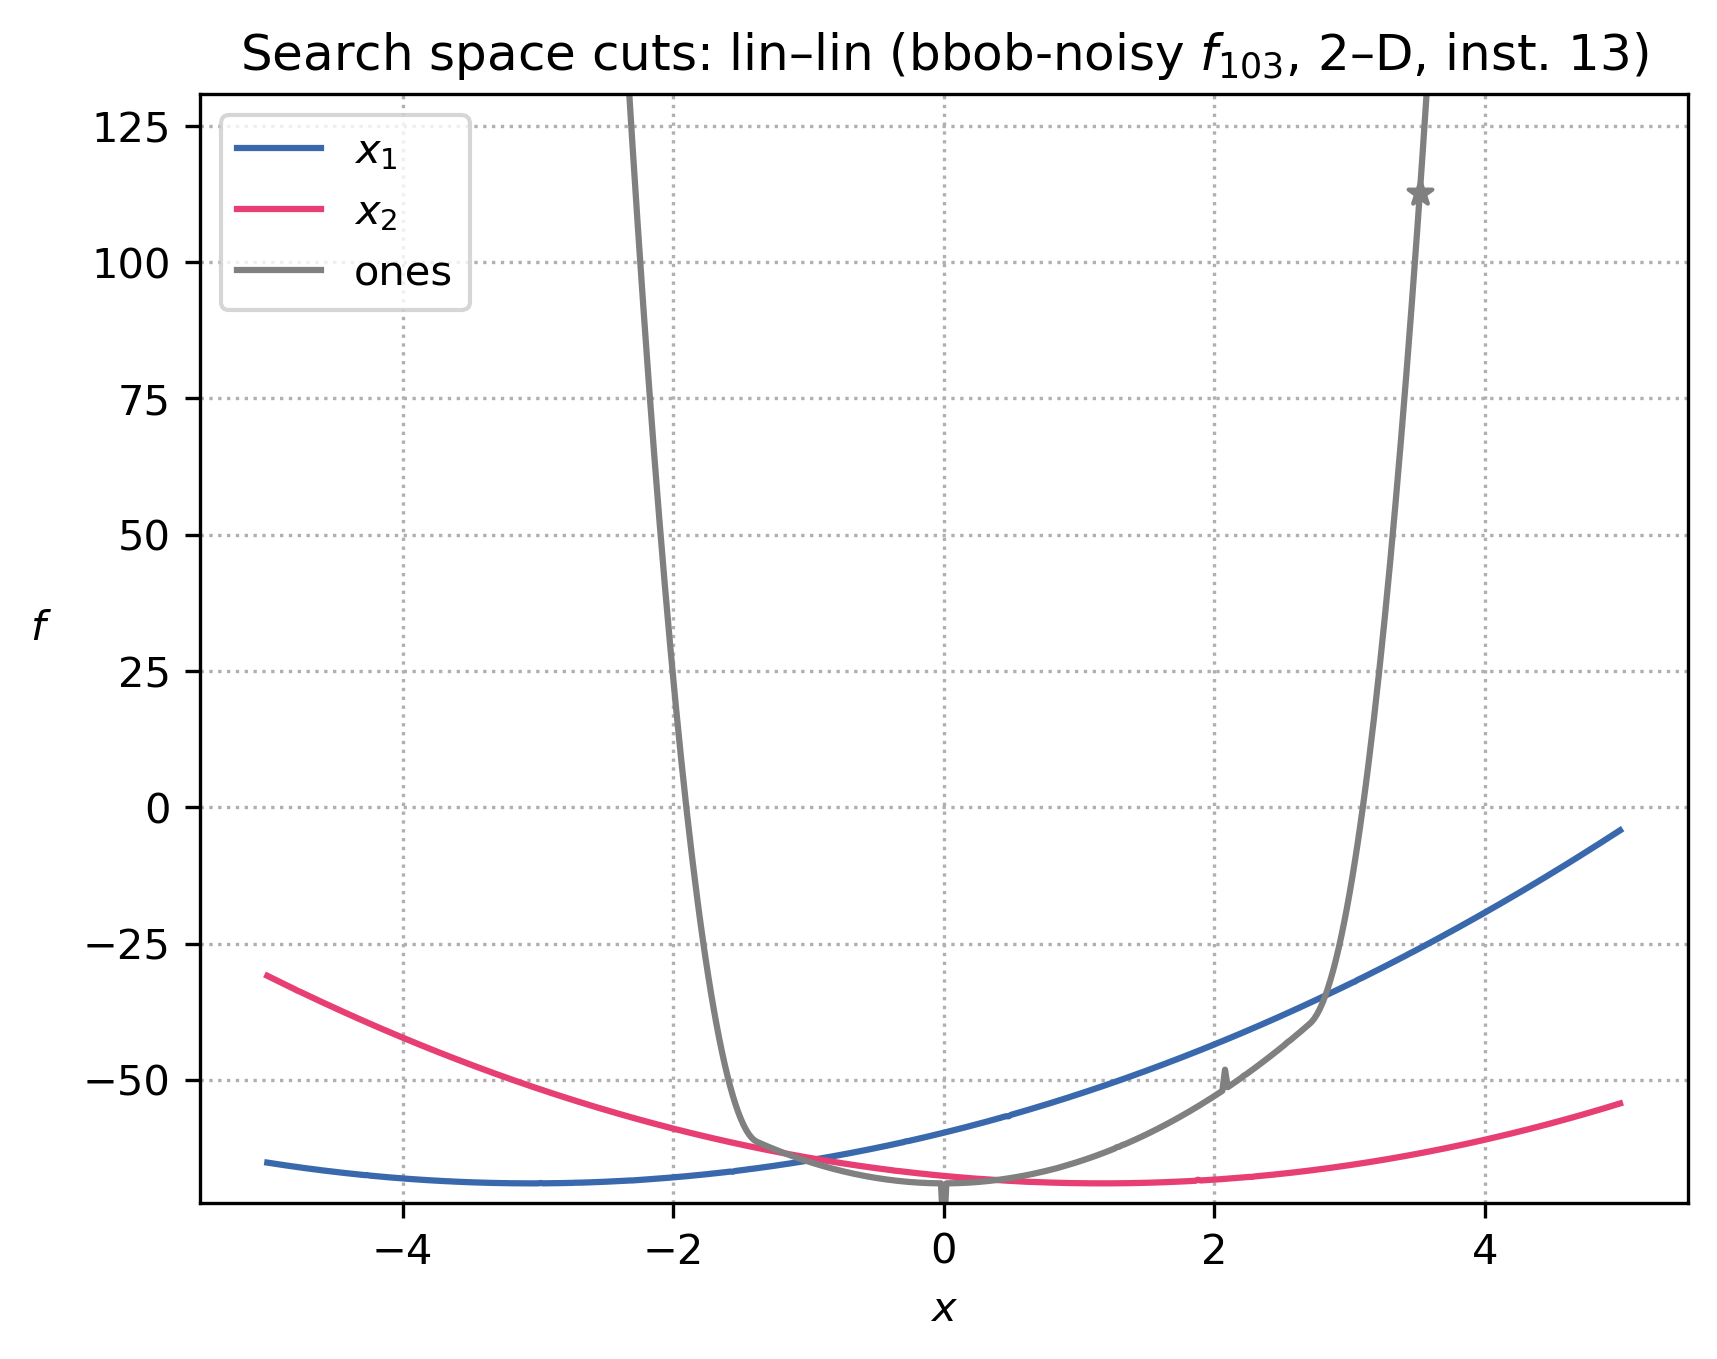 Search space cuts: lin–lin (bbob-noisy f₁₀₃, 2–D, inst. 13)
125
100
75
50
25
0
−25
−50
x₁
x₂
ones
f
−4
−2
0
2
4
x